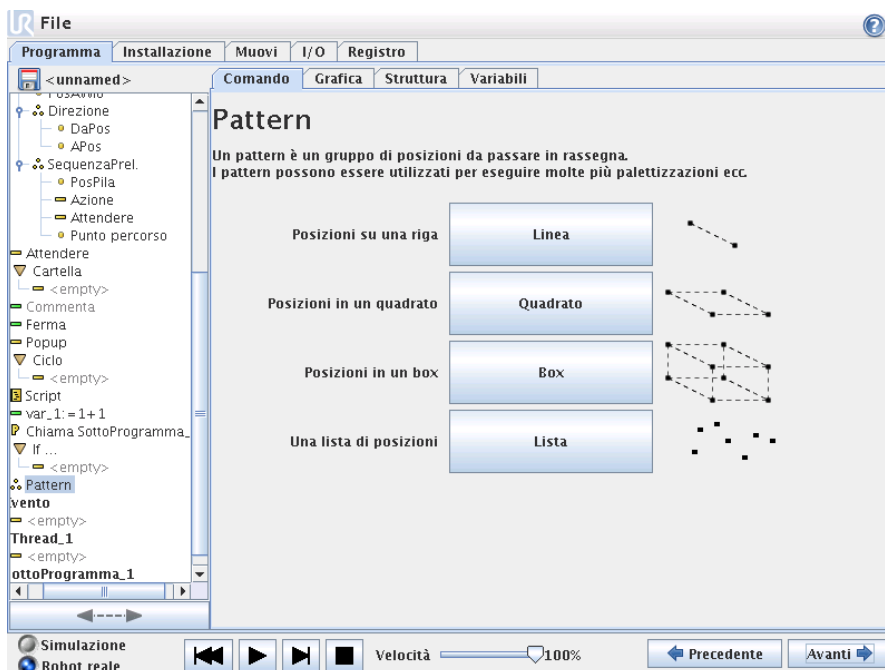 UR File ?
Programma Installazione Muovi I/O Registro
<unnamed>
Comando Grafica Struttura Variabili
PosAvvio
Direzione
DaPos
APos
SequenzaPrel.
PosPila
Azione
Attendere
Punto percorso
Attendere
Cartella
<empty>
Commenta
Ferma
Popup
Ciclo
<empty>
Script
var_1:=1+1
P Chiama SottoProgramma_
If ...
<empty>
Pattern
Evento
<empty>
Thread_1
<empty>
ottoProgramma_1
Pattern
Un pattern è un gruppo di posizioni da passare in rassegna.
I pattern possono essere utilizzati per eseguire molte più palettizzazioni ecc.
Posizioni su una riga Linea
Posizioni in un quadrato Quadrato
Posizioni in un box Box
Una lista di posizioni Lista
Simulazione
Robot reale
Velocità 100%
Precedente Avanti